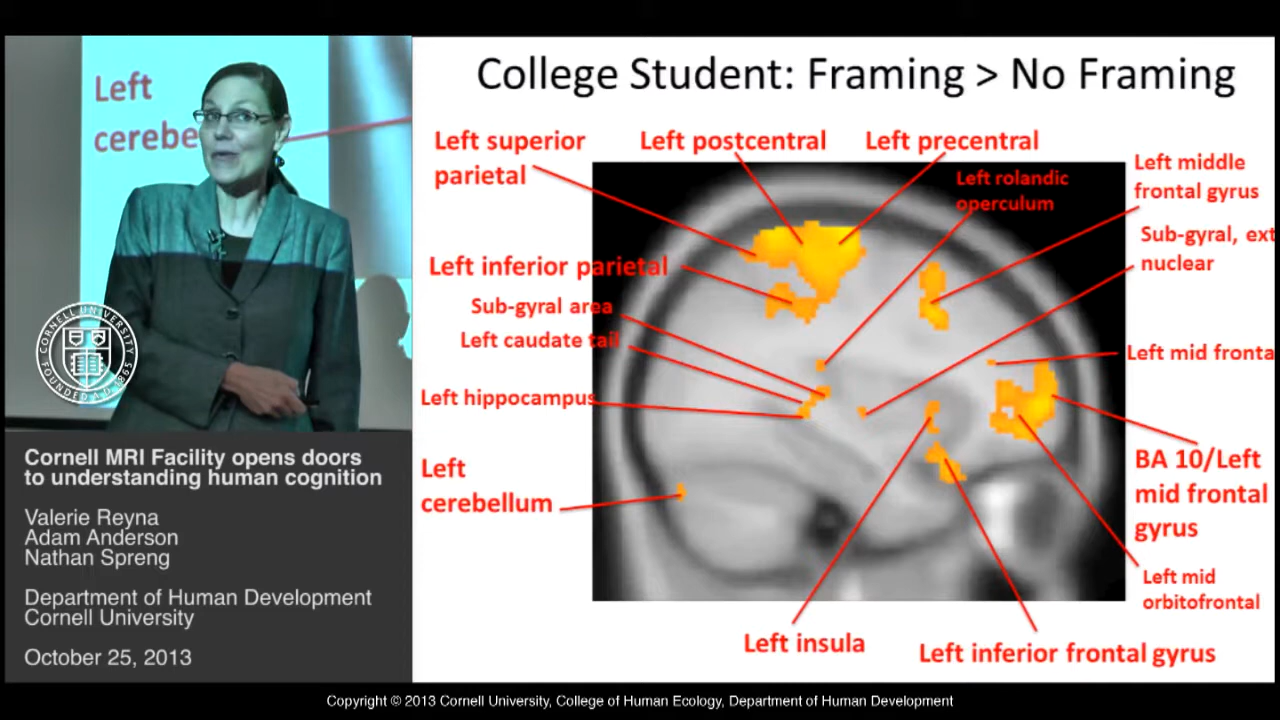 Left
cerebe
CORNELL UNIVERSITY
FOUNDED A.D. 1865
Cornell MRI Facility opens doors
to understanding human cognition
Valerie Reyna
Adam Anderson
Nathan Spreng
Department of Human Development
Cornell University
October 25, 2013
College Student: Framing > No Framing
Left superior
parietal
Left postcentral
Left precentral
Left rolandic
operculum
Left middle
frontal gyrus
Sub-gyral, ext
nuclear
Left inferior parietal
Sub-gyral area
Left caudate tail
Left mid fronta
Left hippocampus
Left
cerebellum
BA 10/Left
mid frontal
gyrus
Left mid
orbitofrontal
Left insula
Left inferior frontal gyrus
Copyright © 2013 Cornell University, College of Human Ecology, Department of Human Development